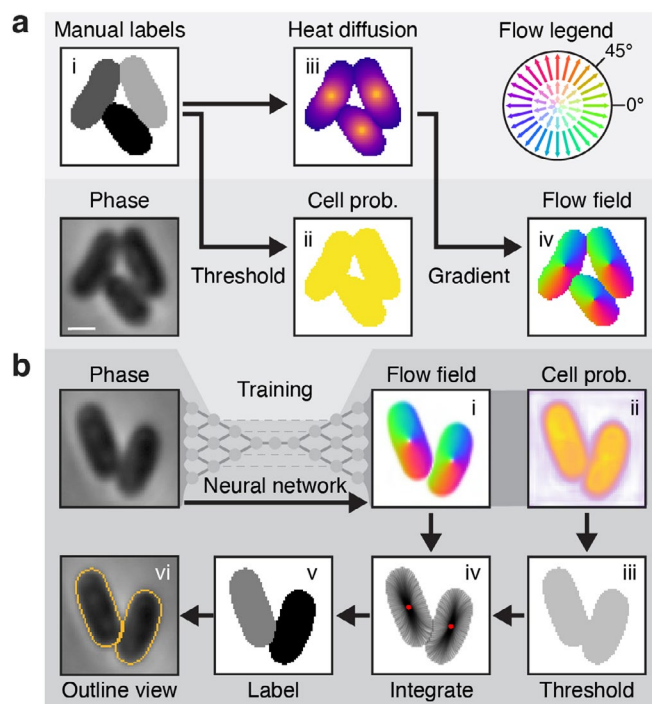 a
Manual labels
Heat diffusion
Flow legend
i
iii
45°
0°
Phase
Cell prob.
Flow field
ii
iv
Threshold
Gradient
b
Phase
Training
Flow field
Cell prob.
i
ii
Neural network
vi
v
iv
iii
Outline view
Label
Integrate
Threshold